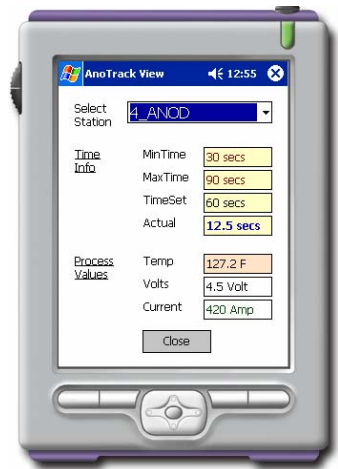 AnoTrack View 12:55
Select
Station
4_ANOD
Time
Info
MinTime 30 secs
MaxTime 90 secs
TimeSet 60 secs
Actual 12.5 secs
Process
Values
Temp 127.2 F
Volts 4.5 Volt
Current 420 Amp
Close